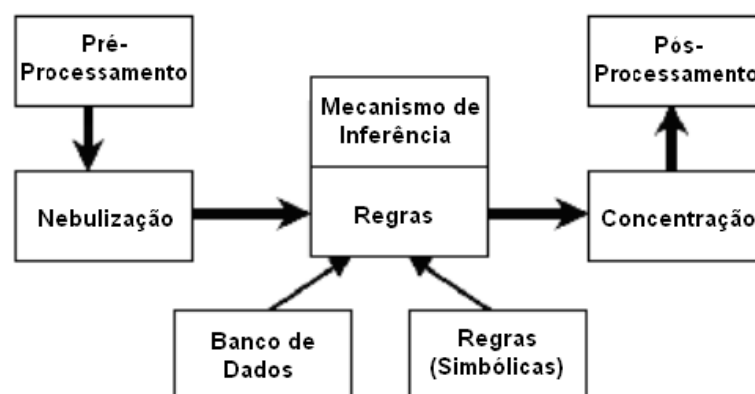 Pré-
Processamento
Pós-
Processamento
Mecanismo de
Inferência
Nebulização
Regras
Concentração
Banco de
Dados
Regras
(Simbólicas)